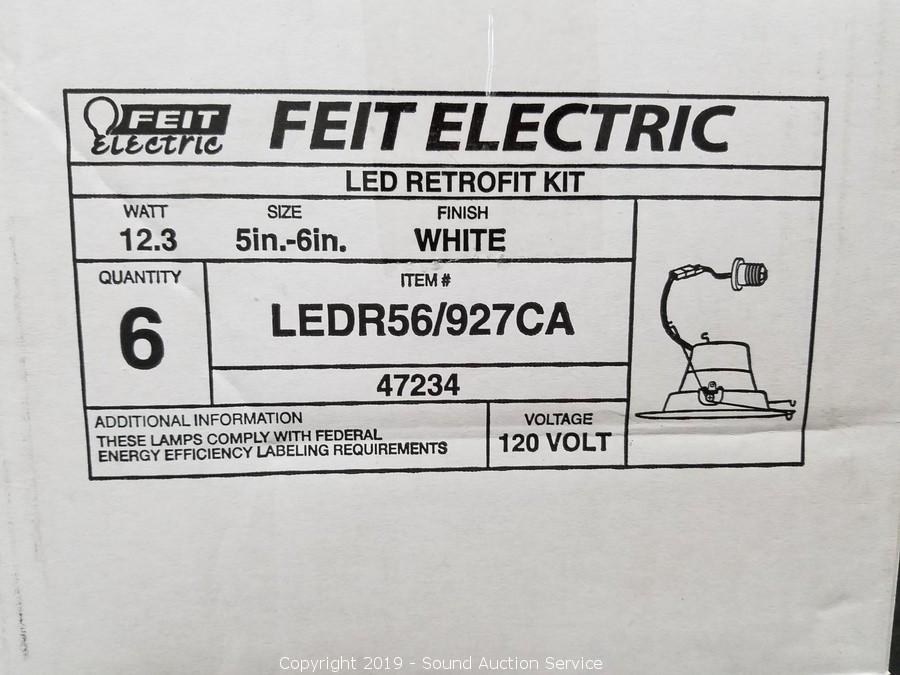 FEIT
Electric
FEIT ELECTRIC
LED RETROFIT KIT
WATT
12.3
SIZE
5in.-6in.
FINISH
WHITE
QUANTITY
6
ITEM #
LEDR56/927CA
47234
ADDITIONAL INFORMATION
THESE LAMPS COMPLY WITH FEDERAL
ENERGY EFFICIENCY LABELING REQUIREMENTS
VOLTAGE
120 VOLT
Copyright 2019 - Sound Auction Service